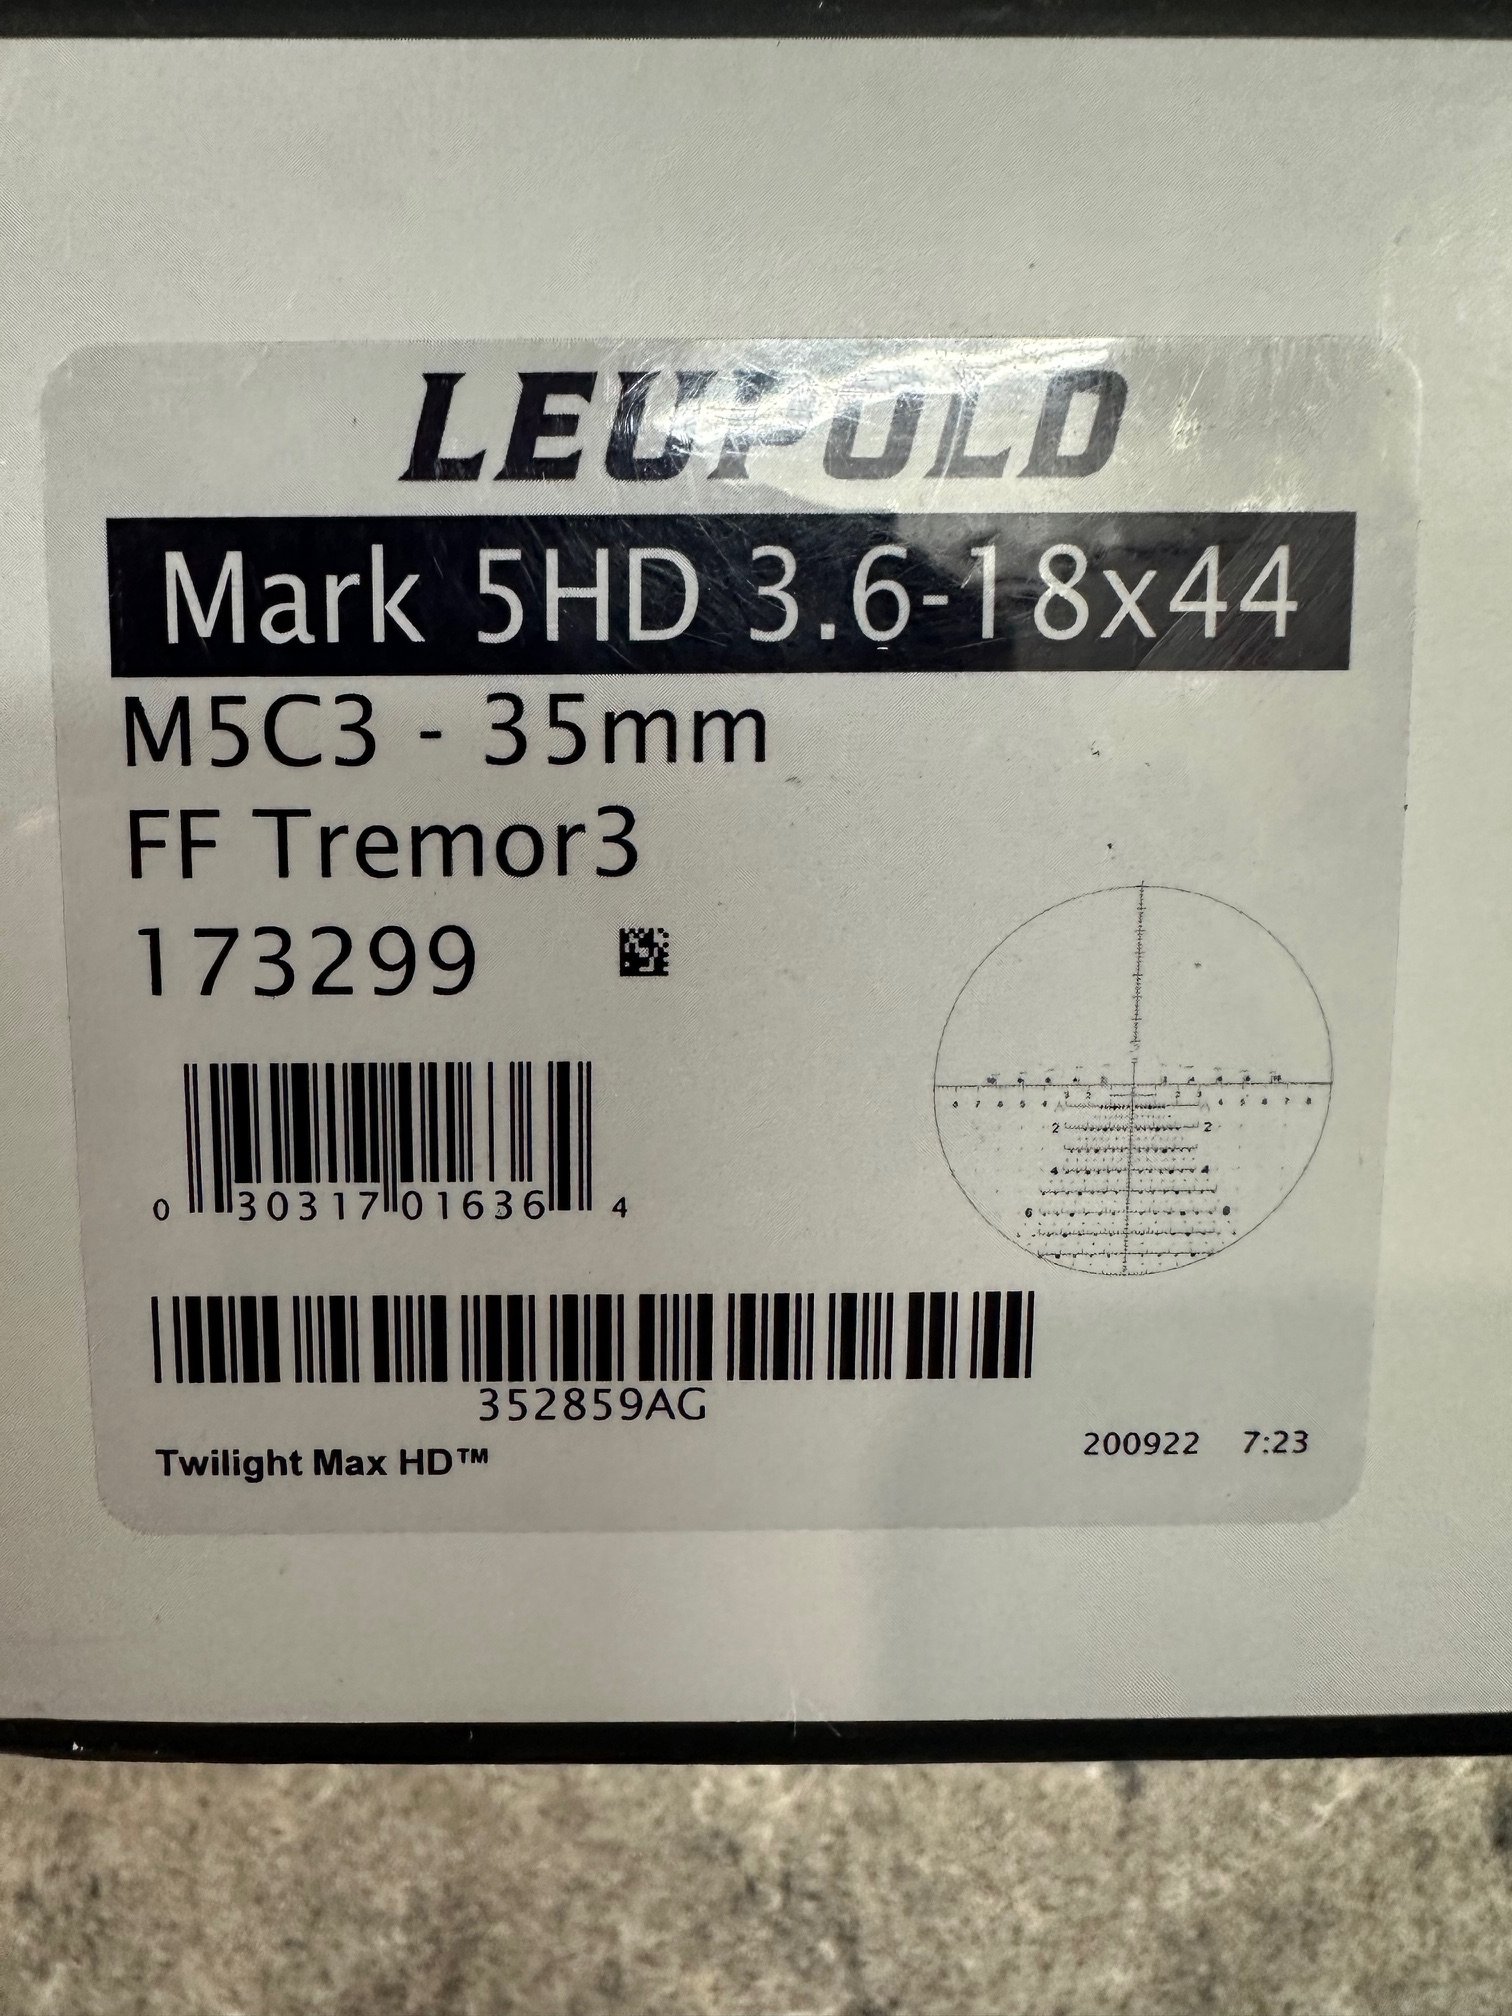 LEUPOLD
Mark 5HD 3.6-18x44
M5C3 - 35mm
FF Tremor3
173299
0 30317 01636 4
352859AG
Twilight Max HD™
200922 7:23